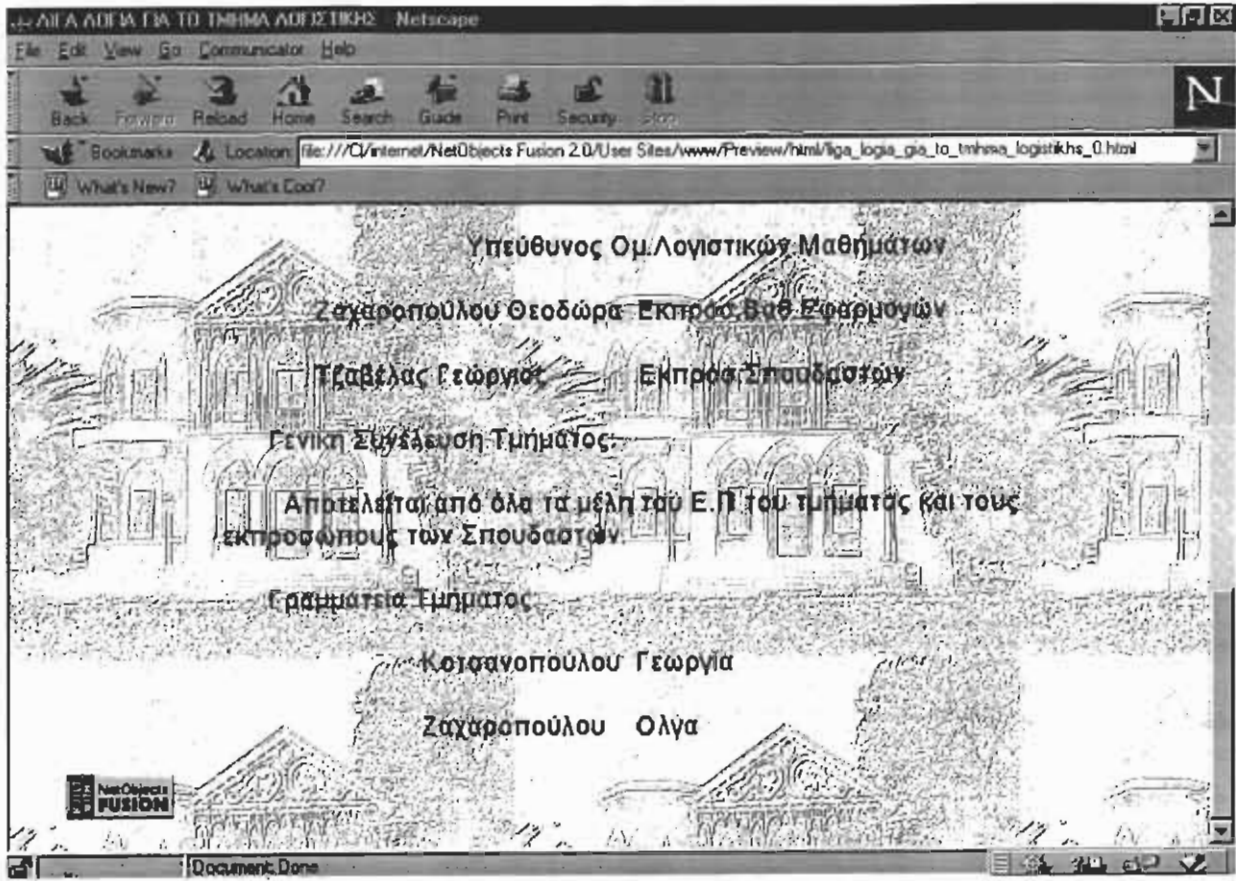 ΛΙΓΑ ΛΟΓΙΑ ΓΙΑ ΤΟ ΤΜΗΜΑ ΛΟΓΙΣΤΙΚΗΣ - Netscape
File Edit View Go Communicator Help
N
Back Forward Reload Home Search Guide Print Security Stop
Bookmarks Location: file:///C|/internet/NetObjects Fusion 2.0/User Sites/www/Preview/html/liga_logia_gia_to_tmhma_logistikhs_0.html
What's New? What's Cool?
Υπεύθυνος Ομ.Λογιστικών Μαθημάτων
Ζαχαροπούλου Θεοδώρα Εκπρόσ.Βαθ Εφαρμογών
Τζαβέλας Γεώργιος Εκπρόσ.Σπουδαστών
Γενική Συνέλευση Τμήματος:
Αποτελείται από όλα τα μέλη του Ε.Π του τμήματος και τους
εκπροσώπους των Σπουδαστών.
Γραμματεία Τμήματος:
Κοτσανοπούλου Γεωργία
Ζαχαροπούλου Ολγα
NetObjects
FUSION
Document: Done